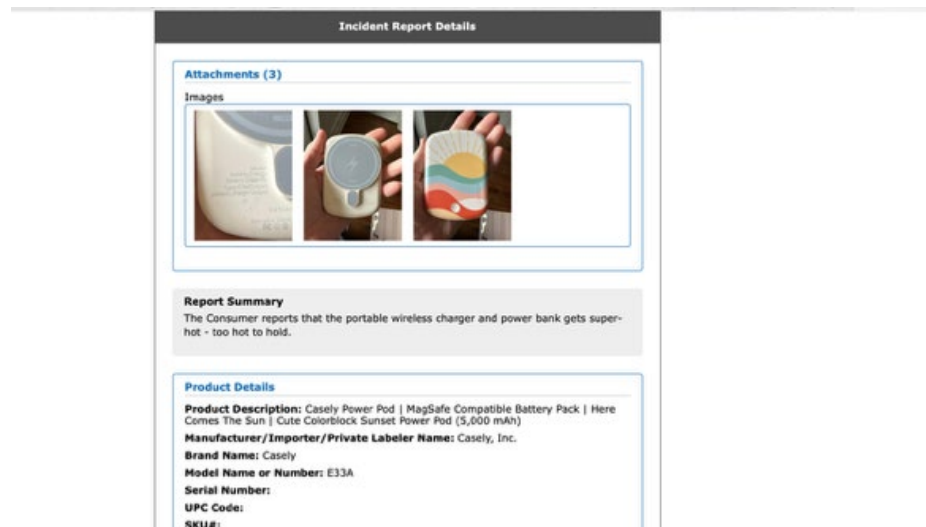 Incident Report Details
Attachments (3)
Images
Report Summary
The Consumer reports that the portable wireless charger and power bank gets super-
hot - too hot to hold.
Product Details
Product Description: Casely Power Pod | MagSafe Compatible Battery Pack | Here
Comes The Sun | Cute Colorblock Sunset Power Pod (5,000 mAh)
Manufacturer/Importer/Private Labeler Name: Casely, Inc.
Brand Name: Casely
Model Name or Number: E33A
Serial Number:
UPC Code:
SKU#: